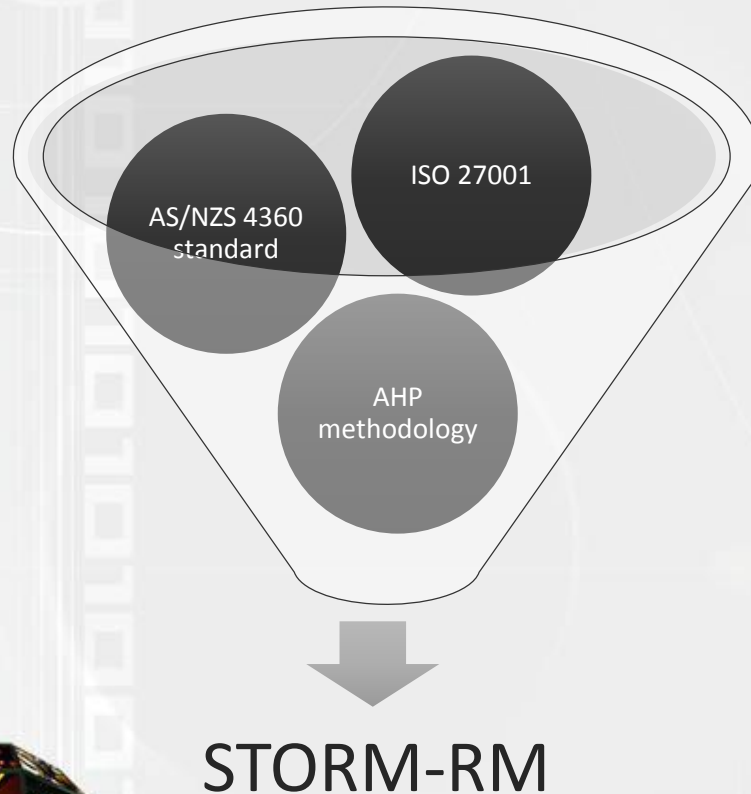 ISO 27001
AS/NZS 4360
standard
AHP
methodology
STORM-RM